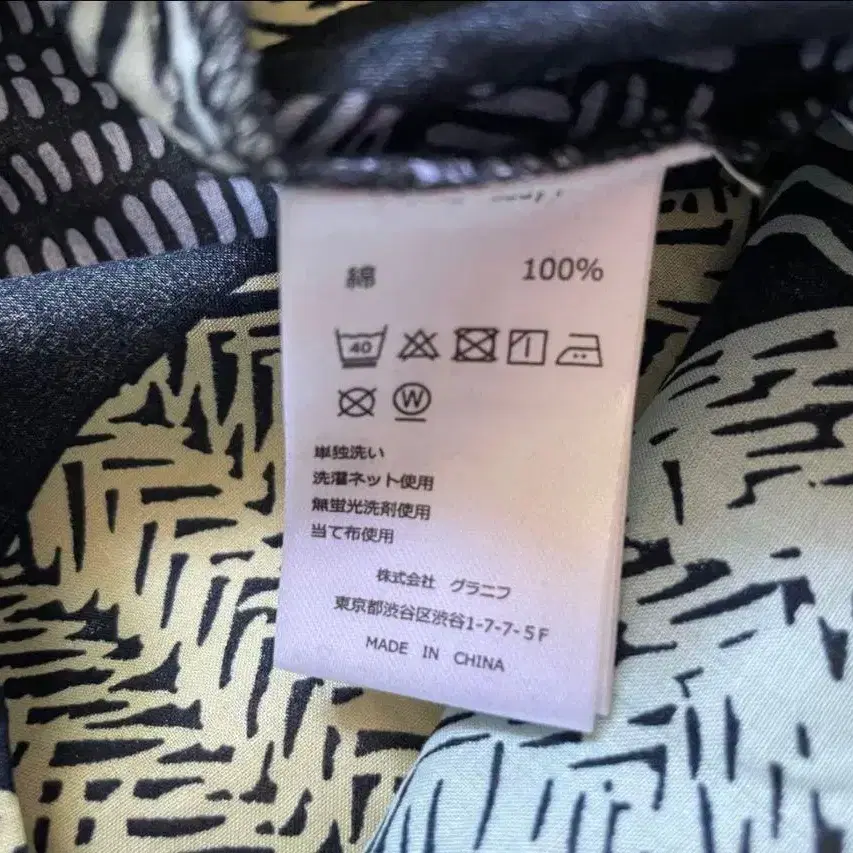 綿 100%
40
W
単独洗い
洗濯ネット使用
無蛍光洗剤使用
当て布使用
株式会社 グラニフ
東京都渋谷区渋谷1-7-7-5F
MADE IN CHINA